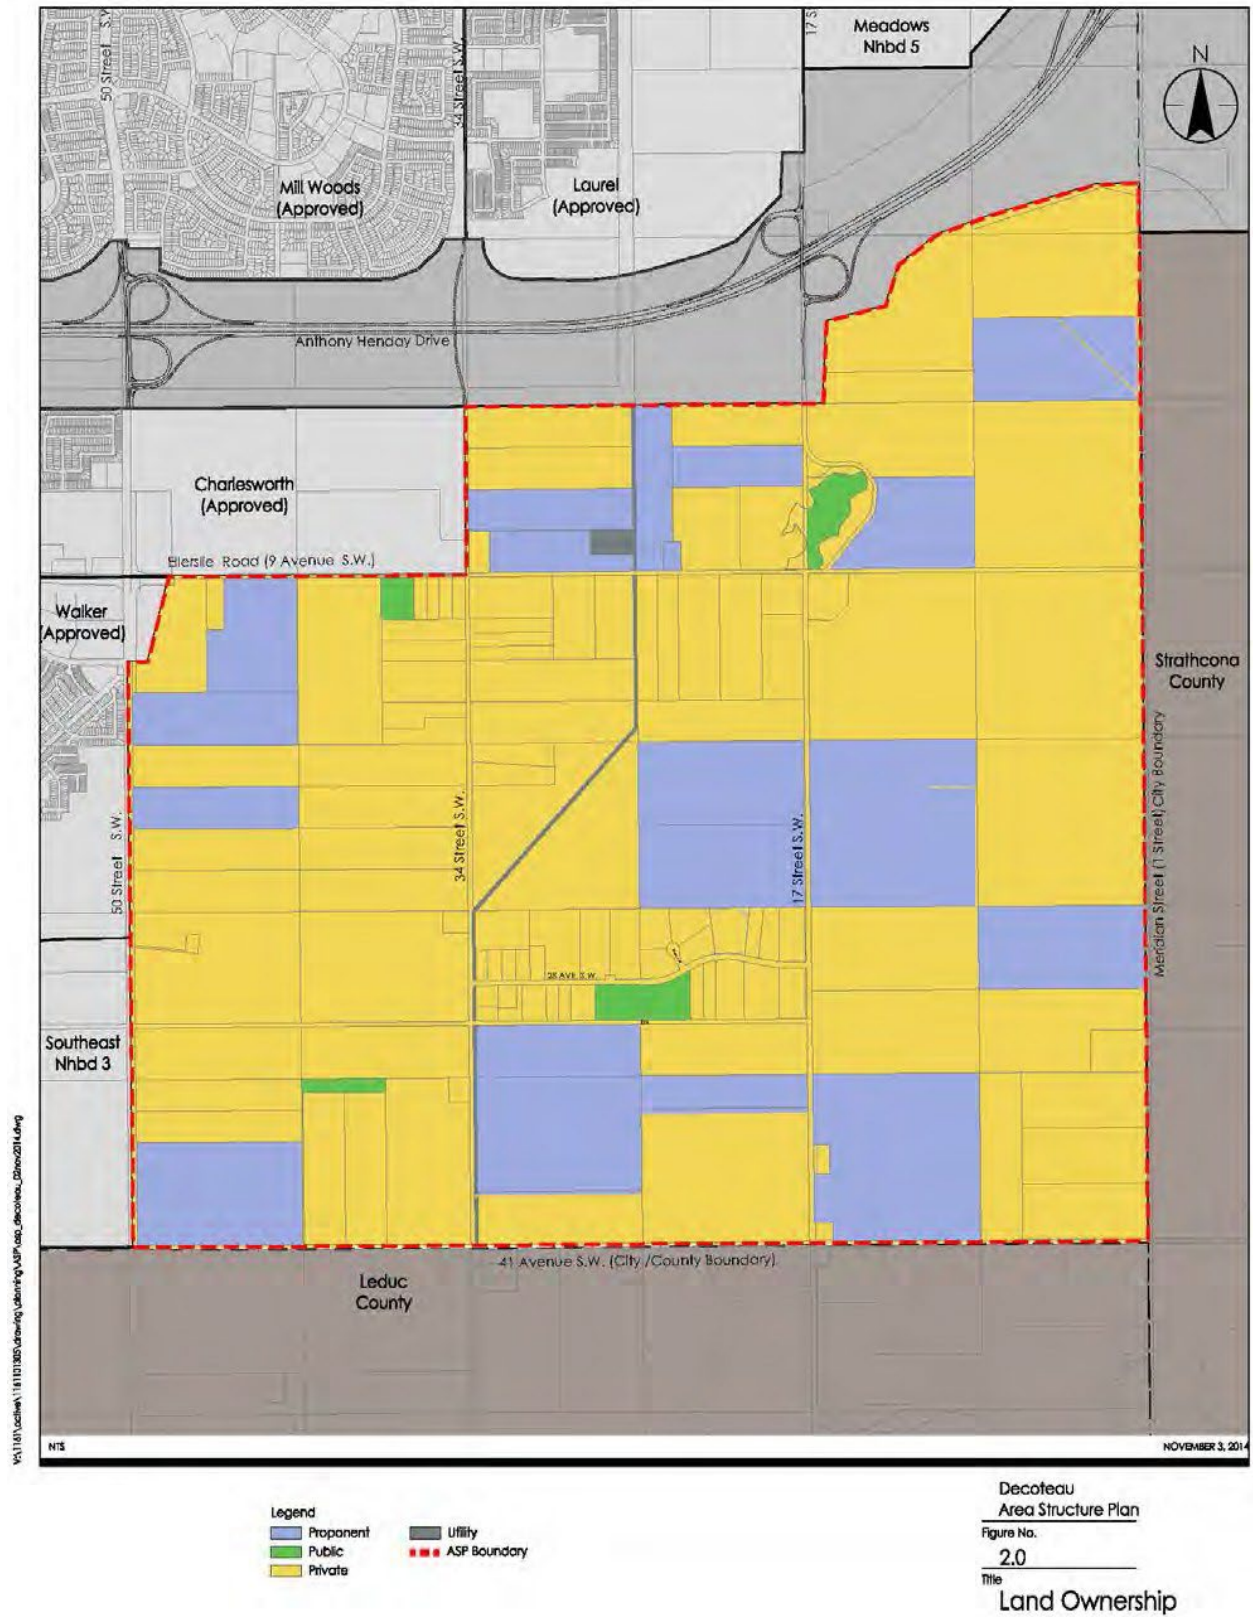 50 Street S.W.
34 Street S.W.
17 S
Meadows
Nhbd 5
N
Mill Woods
(Approved)
Laurel
(Approved)
Anthony Henday Drive
Charlesworth
(Approved)
Ellerslie Road (9 Avenue S.W.)
Walker
(Approved)
Strathcona
County
50 Street S.W.
34 Street S.W.
17 Street S.W.
Meridian Street (1 Street) City Boundary
28 AVE S.W.
Southeast
Nhbd 3
41 Avenue S.W. (City /County Boundary)
Leduc
County
NTS
NOVEMBER 3, 2014
Legend
Proponent
Public
Private
Utility
ASP Boundary
Decoteau
Area Structure Plan
Figure No.
2.0
Title
Land Ownership